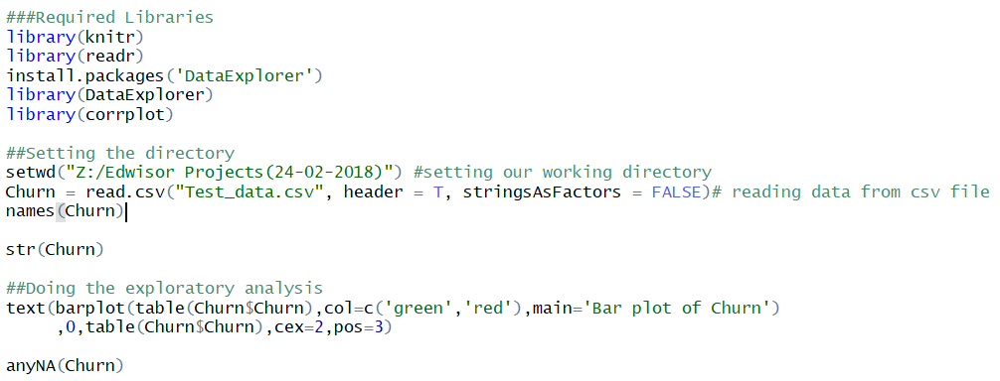 ###Required Libraries
library(knitr)
library(readr)
install.packages('DataExplorer')
library(DataExplorer)
library(corrplot)
##Setting the directory
setwd("Z:/Edwisor Projects(24-02-2018)") #setting our working directory
Churn = read.csv("Test_data.csv", header = T, stringsAsFactors = FALSE)# reading data from csv file
names(Churn)
str(Churn)
##Doing the exploratory analysis
text(barplot(table(Churn$Churn),col=c('green','red'),main='Bar plot of Churn')
,0,table(Churn$Churn),cex=2,pos=3)
anyNA(Churn)